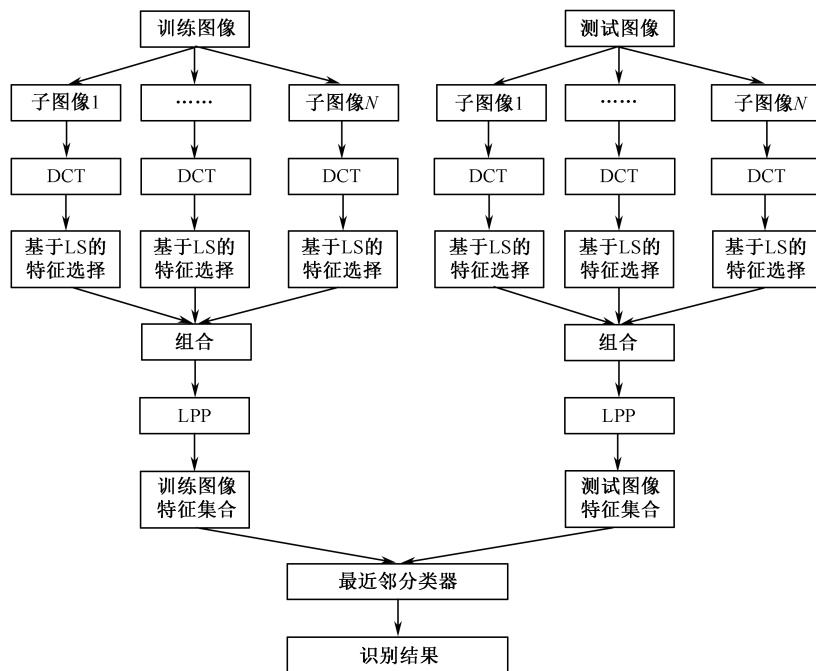 训练图像
测试图像
子图像1
……
子图像N
子图像1
……
子图像N
DCT
DCT
DCT
DCT
DCT
DCT
基于LS的
特征选择
基于LS的
特征选择
基于LS的
特征选择
基于LS的
特征选择
基于LS的
特征选择
基于LS的
特征选择
组合
组合
LPP
LPP
训练图像
特征集合
测试图像
特征集合
最近邻分类器
识别结果